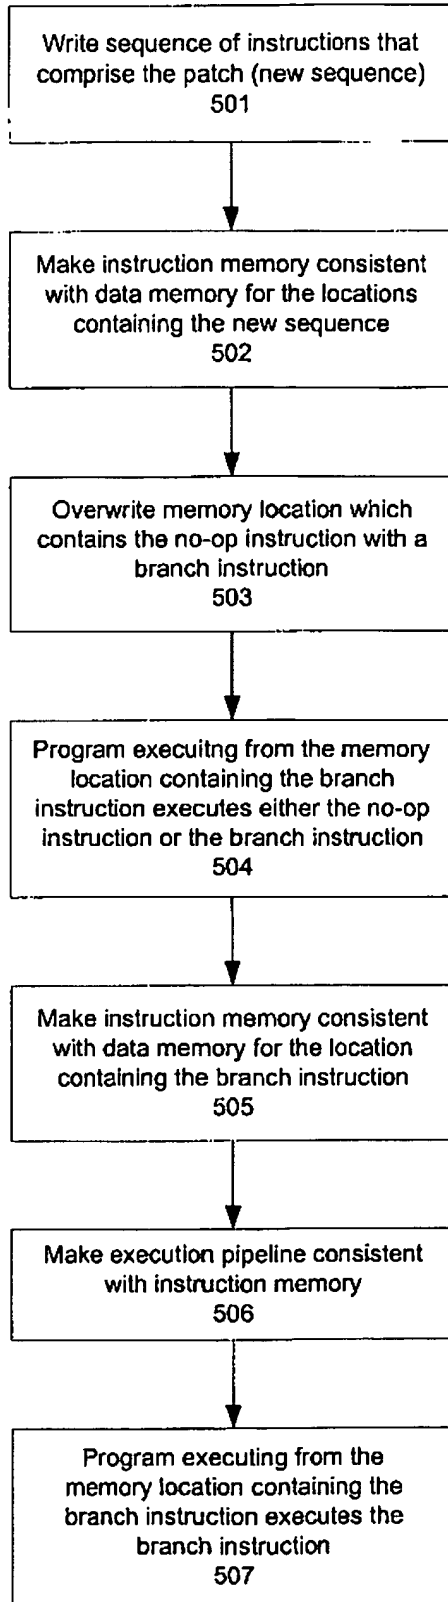 Write sequence of instructions that
comprise the patch (new sequence)
501
Make instruction memory consistent
with data memory for the locations
containing the new sequence
502
Overwrite memory location which
contains the no-op instruction with a
branch instruction
503
Program execuitng from the memory
location containing the branch
instruction executes either the no-op
instruction or the branch instruction
504
Make instruction memory consistent
with data memory for the location
containing the branch instruction
505
Make execution pipeline consistent
with instruction memory
506
Program executing from the
memory location containing the
branch instruction executes the
branch instruction
507